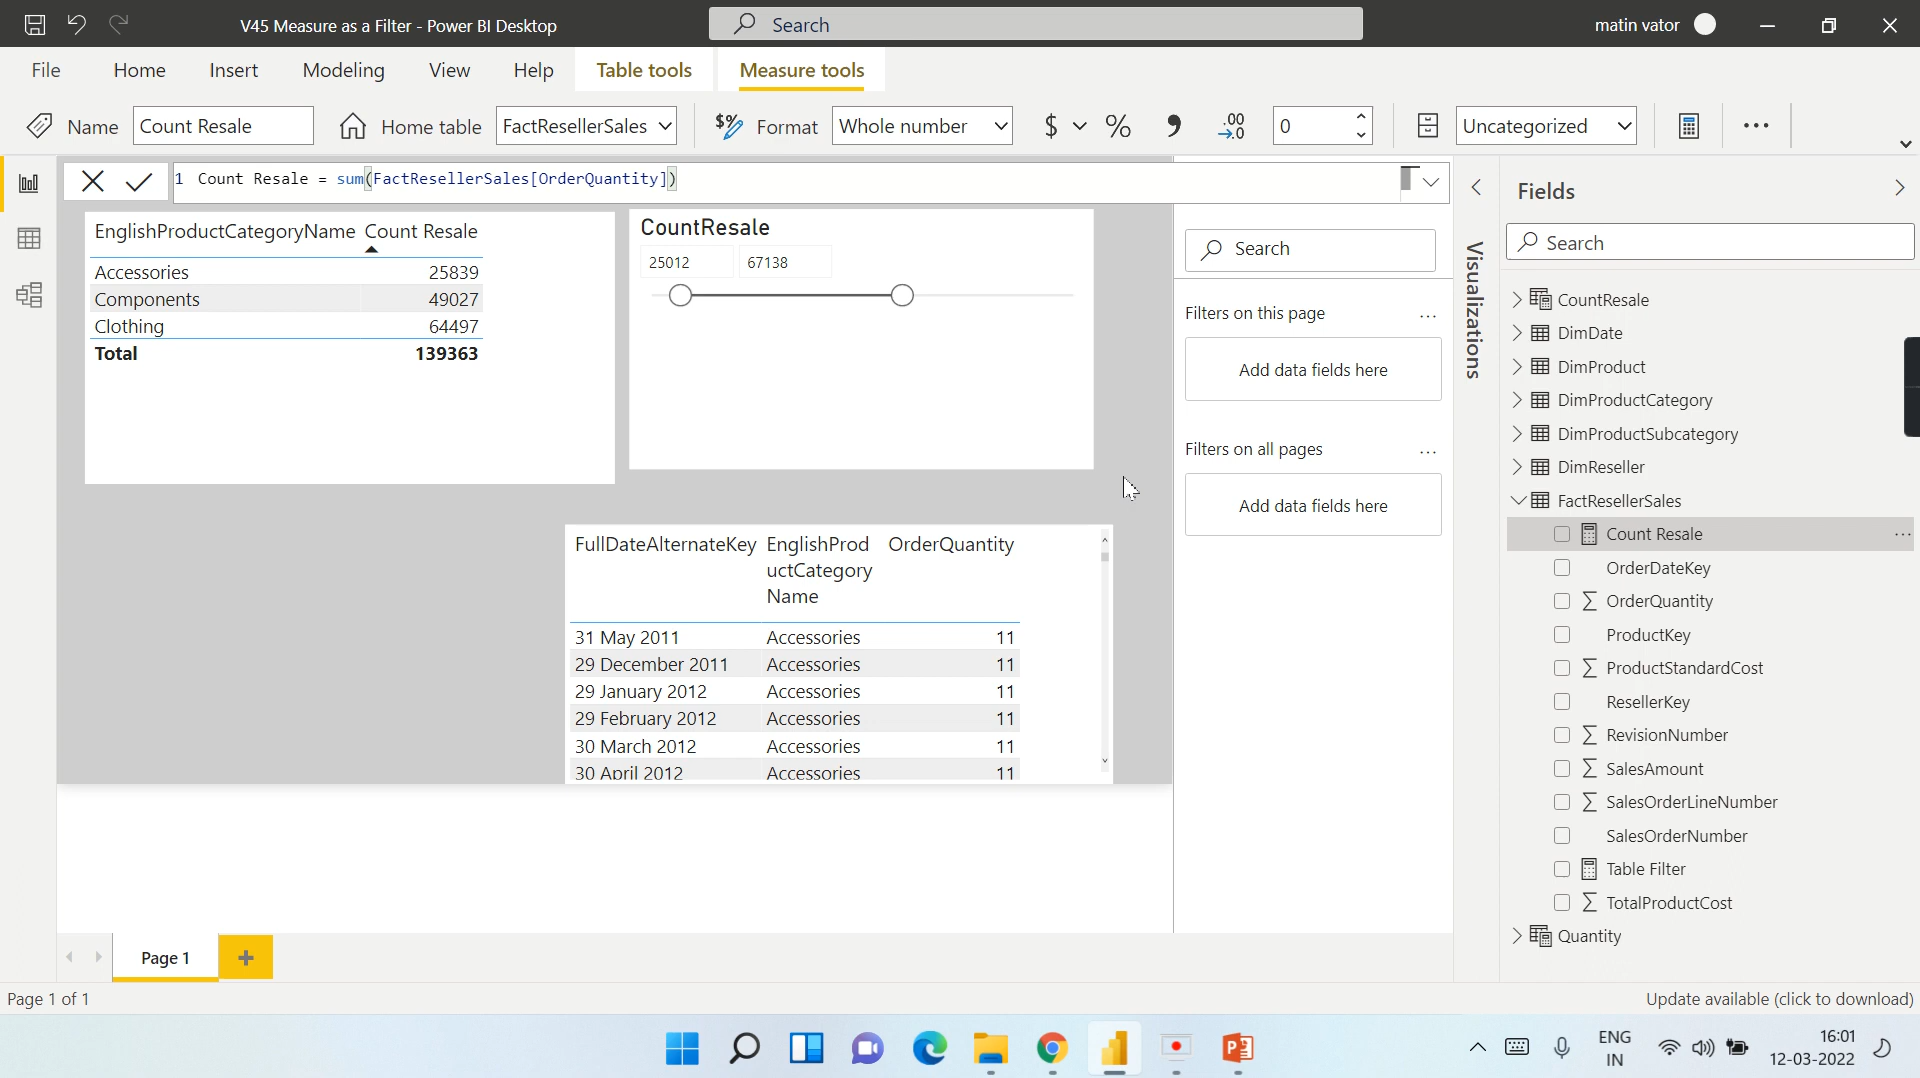 V45 Measure as a Filter - Power BI Desktop
Search
matin vator
File Home Insert Modeling View Help Table tools Measure tools
Name Count Resale Home table FactResellerSales Format Whole number $ % 9 .00 0 Uncategorized ...
1 Count Resale = sum(FactResellerSales[OrderQuantity])
EnglishProductCategoryName Count Resale
Accessories 25839
Components 49027
Clothing 64497
Total 139363
CountResale
25012 67138
FullDateAlternateKey EnglishProductCategoryName OrderQuantity
31 May 2011 Accessories 11
29 December 2011 Accessories 11
29 January 2012 Accessories 11
29 February 2012 Accessories 11
30 March 2012 Accessories 11
30 April 2012 Accessories 11
Search
Filters on this page ...
Add data fields here
Filters on all pages ...
Add data fields here
Visualizations
Fields
Search
CountResale
DimDate
DimProduct
DimProductCategory
DimProductSubcategory
DimReseller
FactResellerSales
Count Resale ...
OrderDateKey
OrderQuantity
ProductKey
ProductStandardCost
ResellerKey
RevisionNumber
SalesAmount
SalesOrderLineNumber
SalesOrderNumber
Table Filter
TotalProductCost
Quantity
Page 1
Page 1 of 1
Update available (click to download)
ENG
IN
16:01
12-03-2022